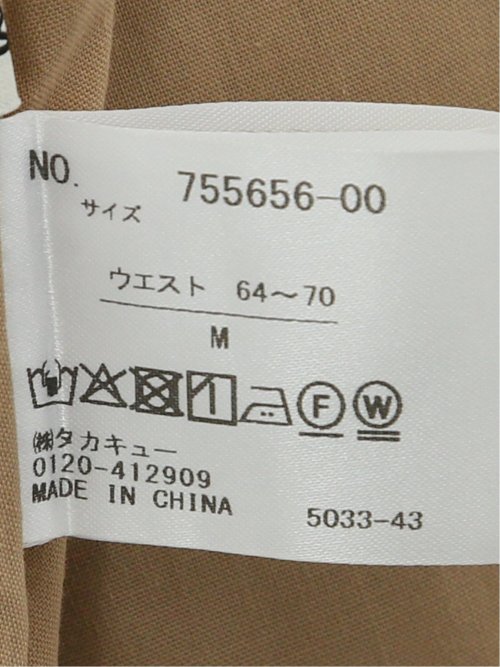 NO. 755656-00
サイズ
ウエスト 64～70
M
F W
㈱タカキュー
0120-412909
MADE IN CHINA
5033-43